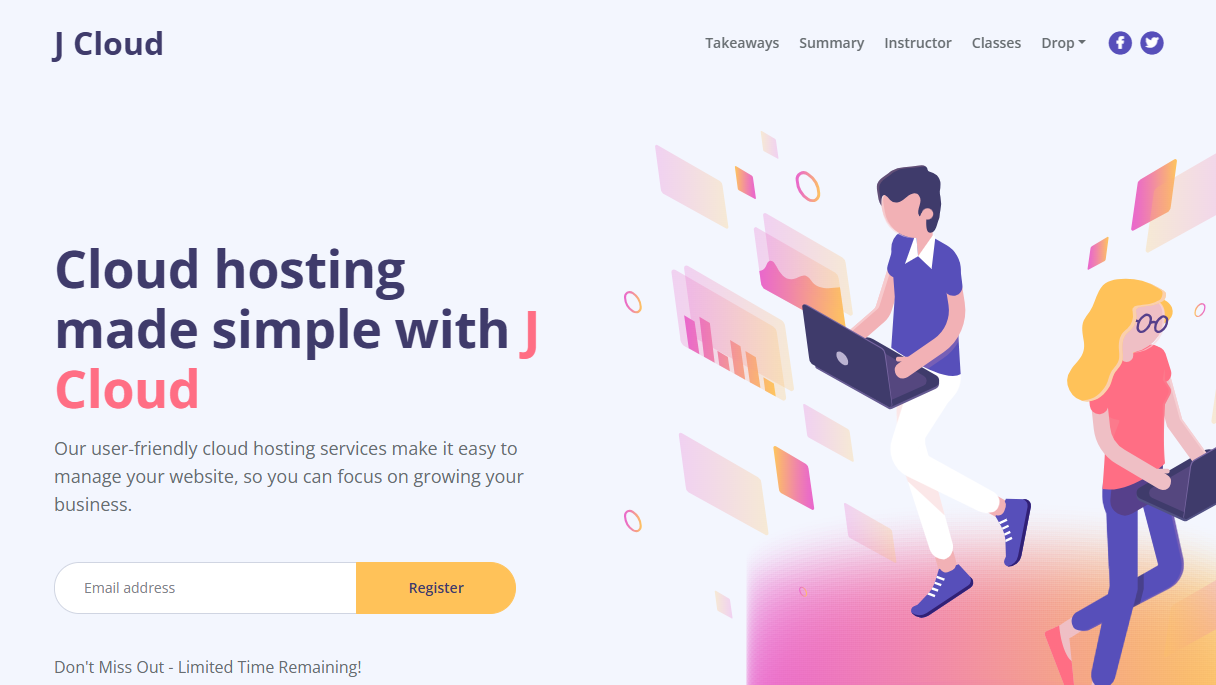 J Cloud
Takeaways Summary Instructor Classes Drop
Cloud hosting
made simple with J
Cloud
Our user-friendly cloud hosting services make it easy to
manage your website, so you can focus on growing your
business.
Email address Register
Don't Miss Out - Limited Time Remaining!